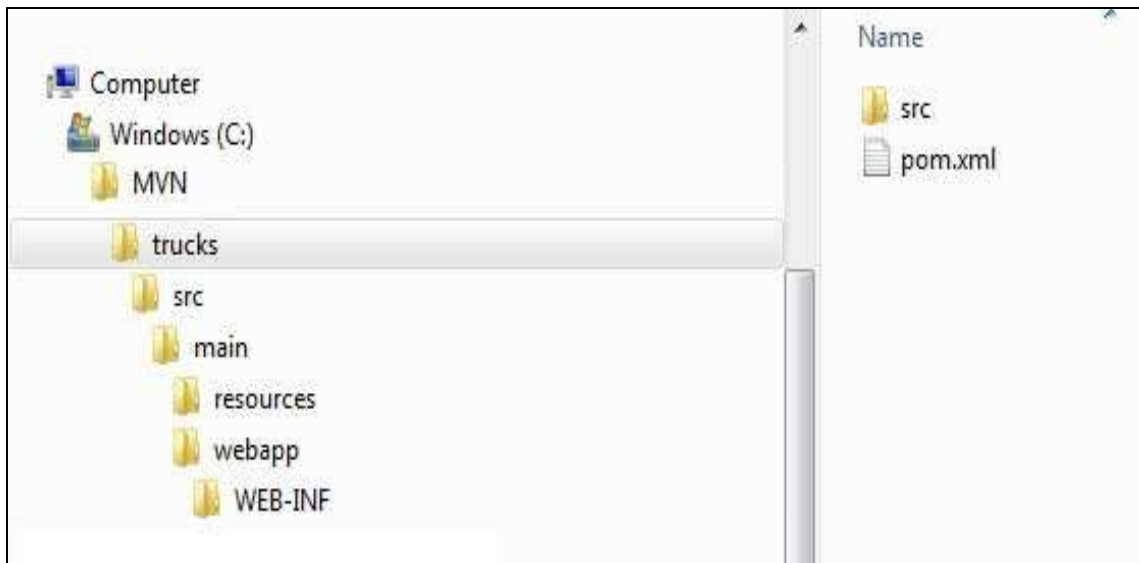 Computer
Windows (C:)
MVN
trucks
src
main
resources
webapp
WEB-INF
Name
src
pom.xml